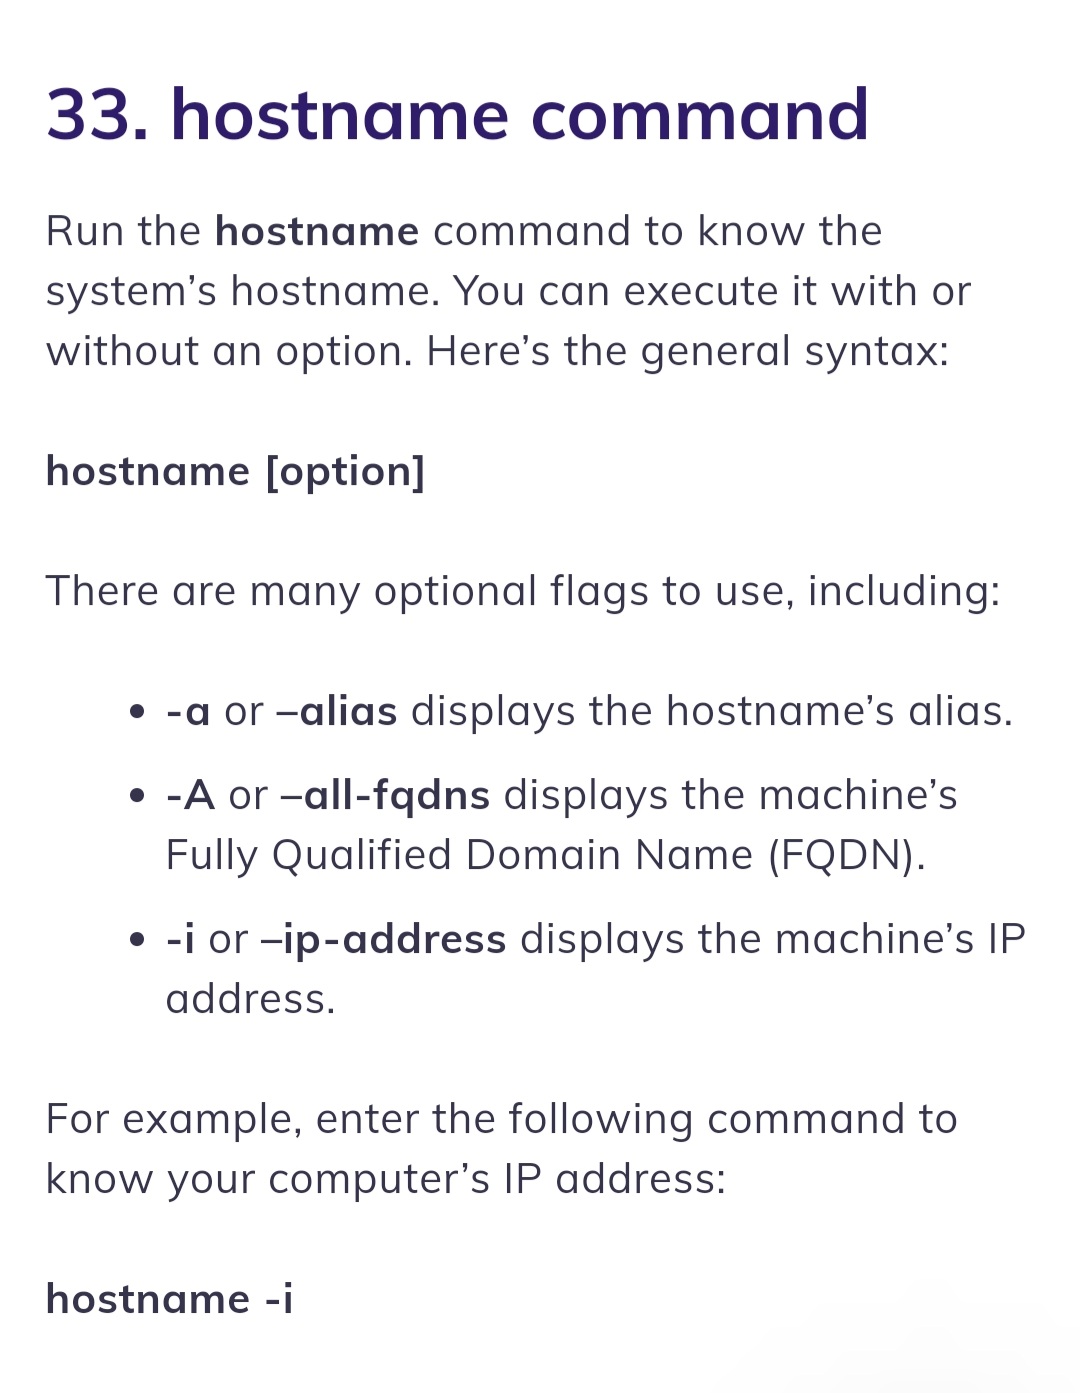 33. hostname command
Run the hostname command to know the
system’s hostname. You can execute it with or
without an option. Here’s the general syntax:
hostname [option]
There are many optional flags to use, including:
• -a or –alias displays the hostname’s alias.
• -A or –all-fqdns displays the machine’s
Fully Qualified Domain Name (FQDN).
• -i or –ip-address displays the machine’s IP
address.
For example, enter the following command to
know your computer’s IP address:
hostname -i